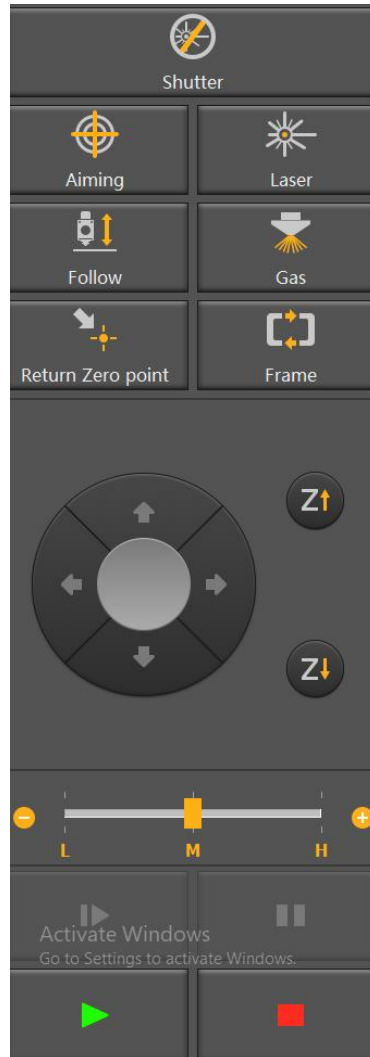 Shutter
Aiming
Laser
Follow
Gas
Return Zero point
Frame
Z
Z
L
M
H
Activate Windows
Go to Settings to activate Windows.